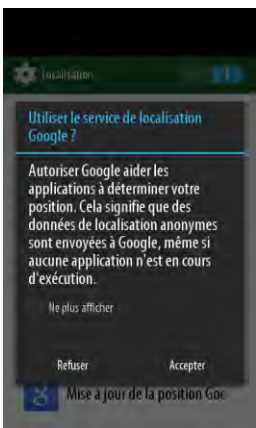 Localisation
Utiliser le service de localisation
Google ?
Autoriser Google aider les
applications à déterminer votre
position. Cela signifie que des
données de localisation anonymes
sont envoyées à Google, même si
aucune application n'est en cours
d'exécution.
Ne plus afficher
Refuser Accepter
Mise à jour de la position Goo